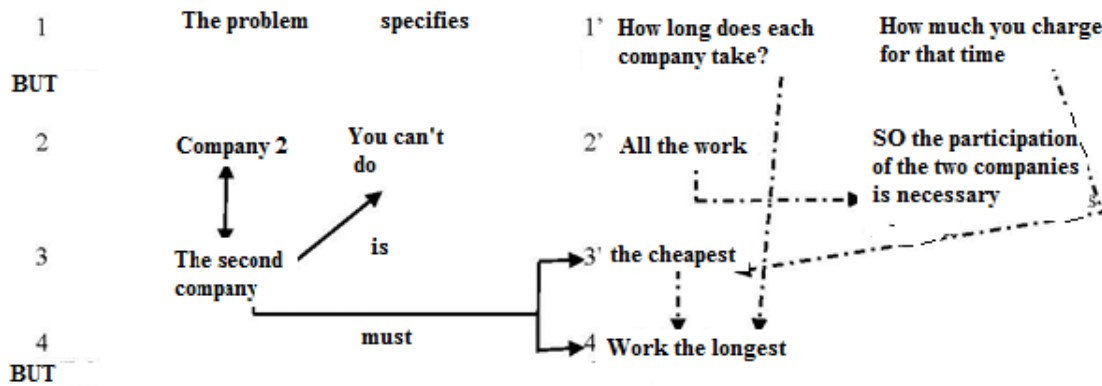 1 The problem specifies 1’ How long does each How much you charge
company take? for that time
BUT
2 Company 2 You can't 2’ All the work SO the participation
do of the two companies
is necessary
s
3 The second is 3’ the cheapest
company
must
4 4 Work the longest
BUT